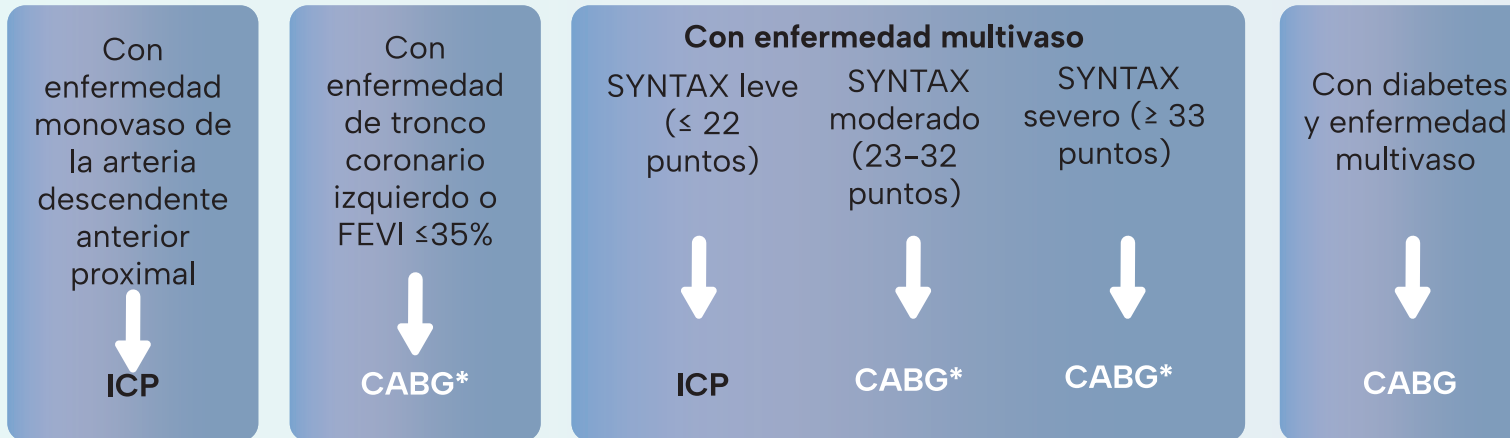 Con
enfermedad
monovaso de
la arteria
descendente
anterior
proximal
ICP
Con
enfermedad
de tronco
coronario
izquierdo o
FEVI ≤35%
CABG*
Con enfermedad multivaso
SYNTAX leve
(≤ 22
puntos)
ICP
SYNTAX
moderado
(23-32
puntos)
CABG*
SYNTAX
severo (≥ 33
puntos)
CABG*
Con diabetes
y enfermedad
multivaso
CABG